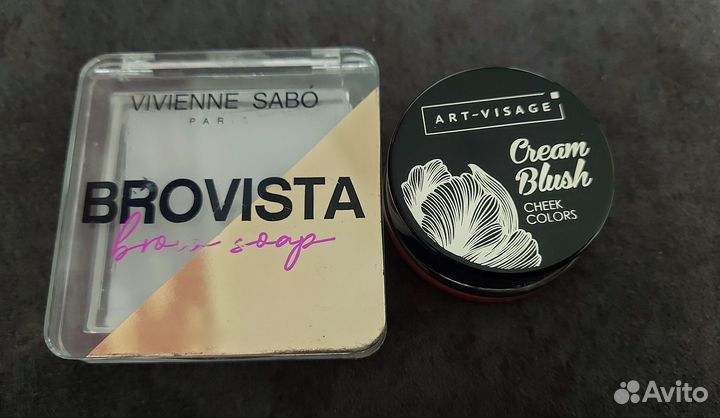 VIVIENNE SABÓ
PARIS
BROVISTA
brow soap
ART-VISAGE
Cream
Blush
CHEEK
COLORS
Avito